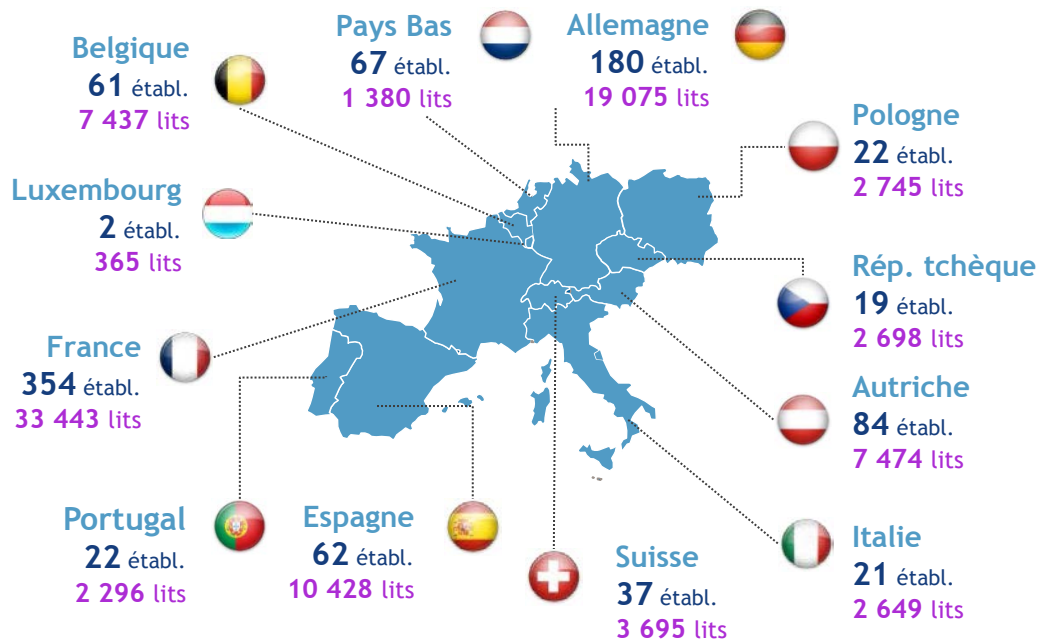 Belgique
61 établ.
7 437 lits
Pays Bas
67 établ.
1 380 lits
Allemagne
180 établ.
19 075 lits
Pologne
22 établ.
2 745 lits
Luxembourg
2 établ.
365 lits
Rép. tchèque
19 établ.
2 698 lits
France
354 établ.
33 443 lits
Autriche
84 établ.
7 474 lits
Portugal
22 établ.
2 296 lits
Espagne
62 établ.
10 428 lits
Suisse
37 établ.
3 695 lits
Italie
21 établ.
2 649 lits